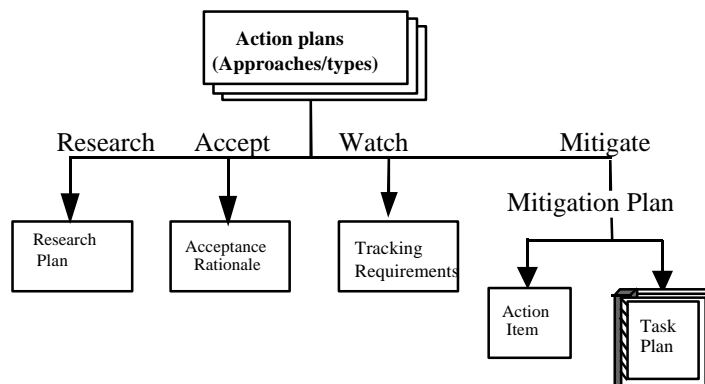 Action plans
(Approaches/types)
Research Accept Watch Mitigate
Mitigation Plan
Research
Plan
Acceptance
Rationale
Tracking
Requirements
Action
Item
Task
Plan